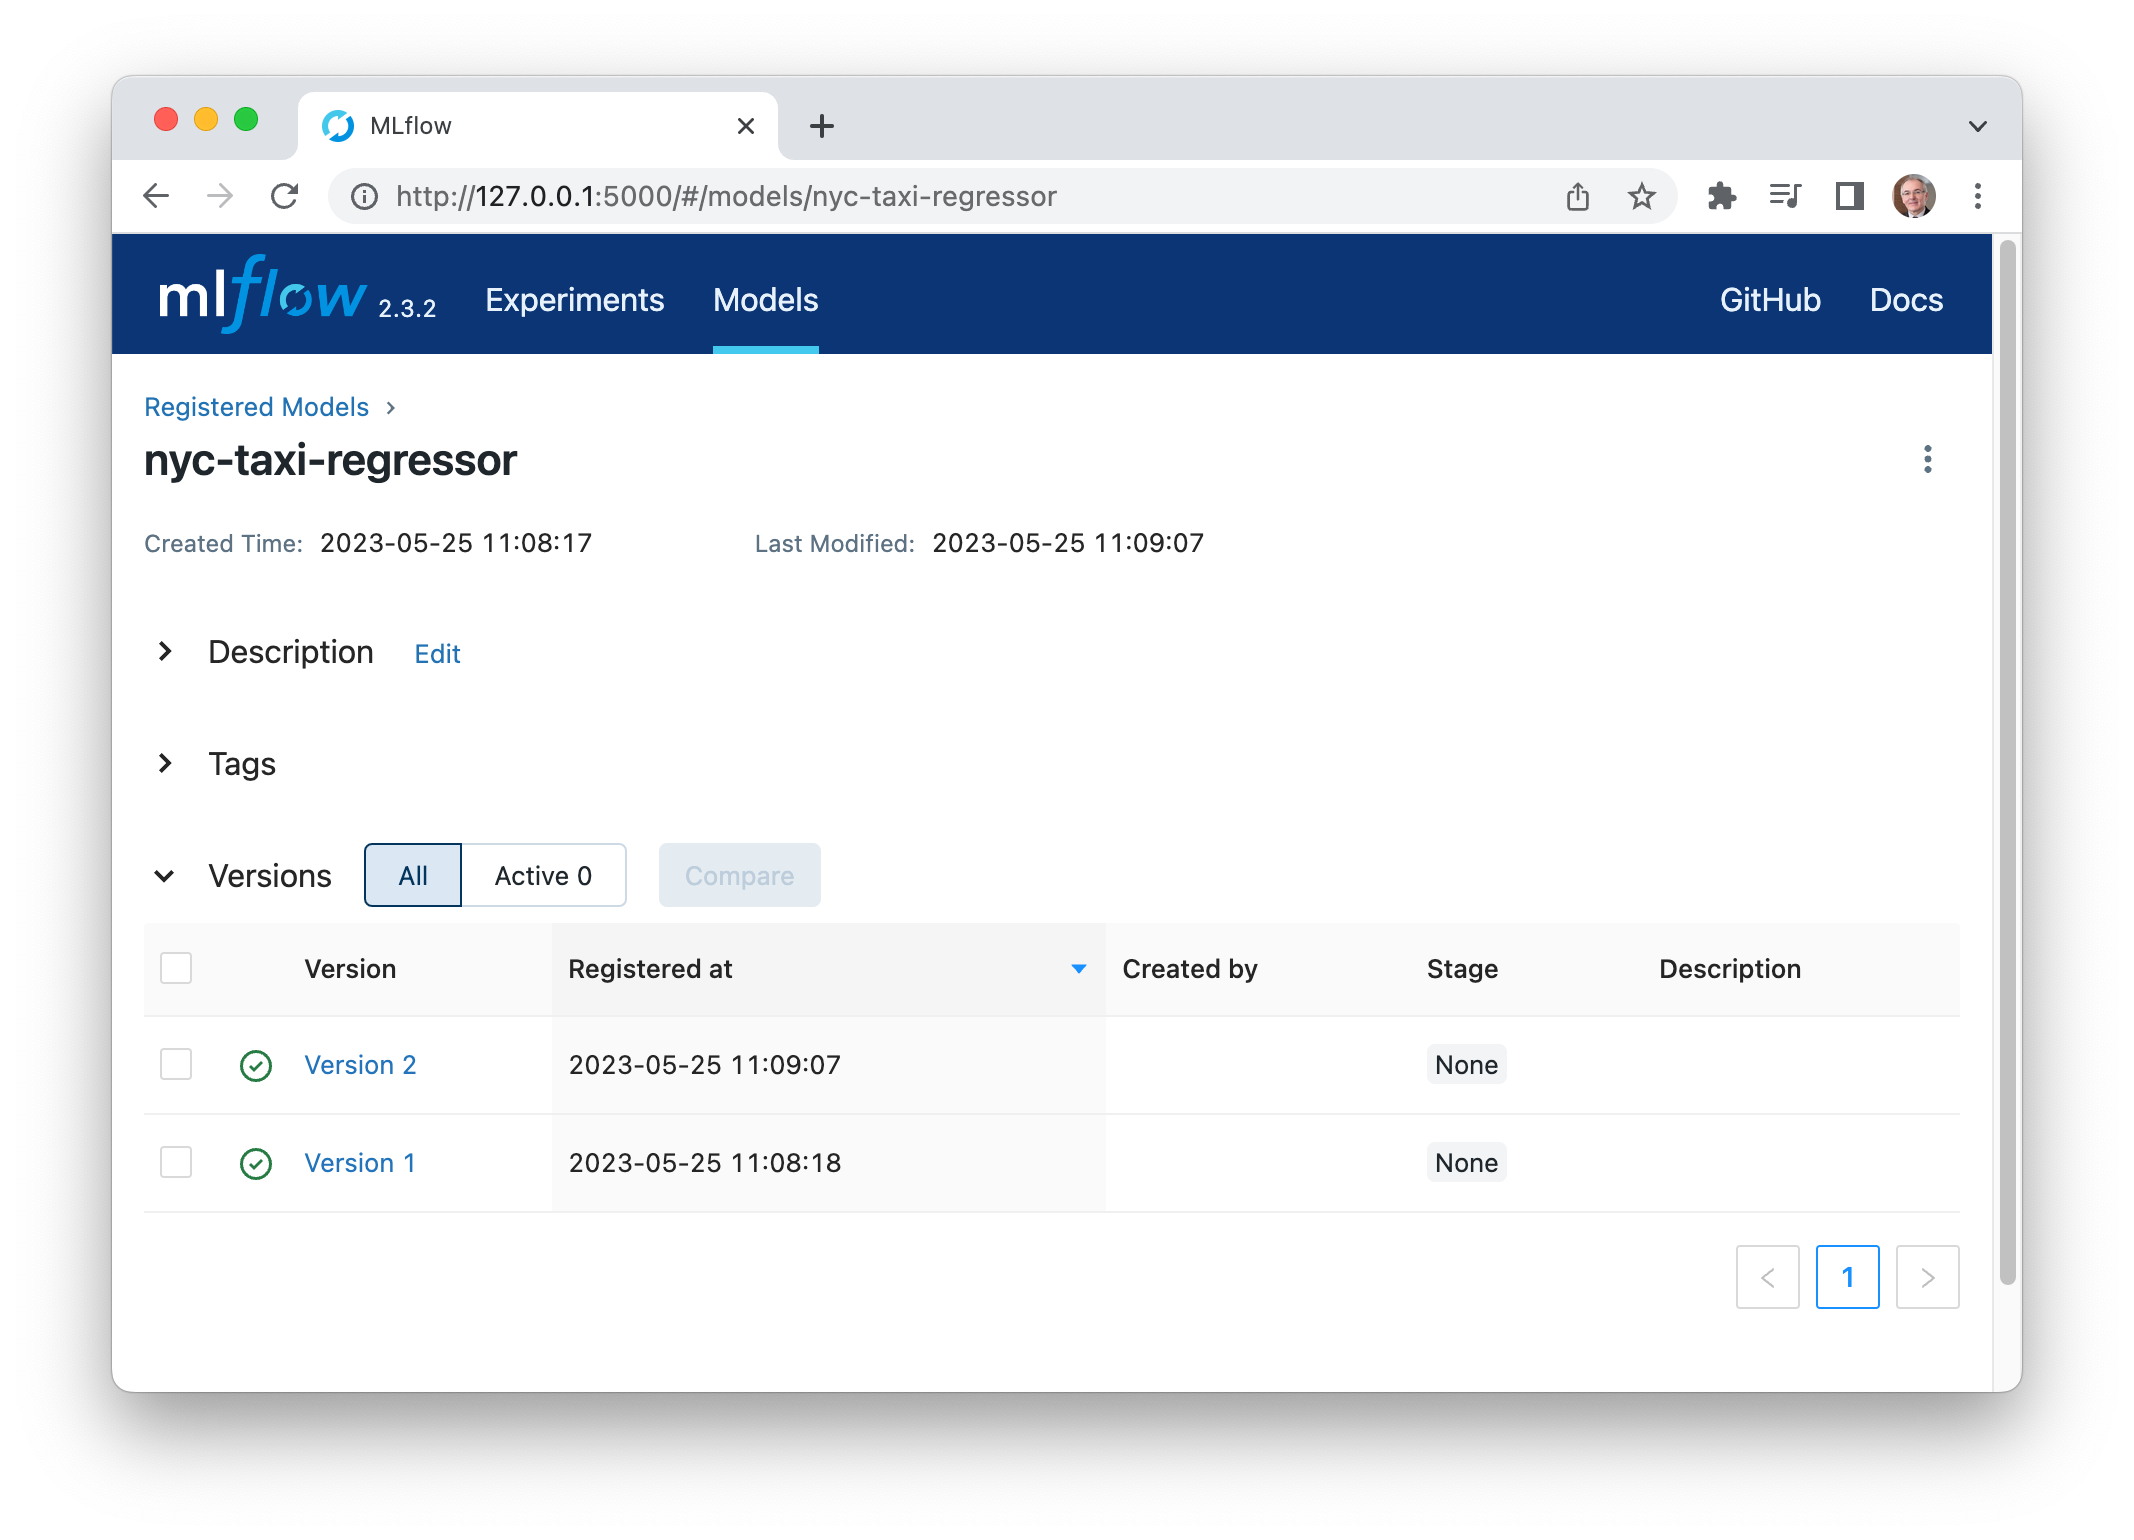 MLflow
http://127.0.0.1:5000/#/models/nyc-taxi-regressor
mlflow 2.3.2 Experiments Models GitHub Docs
Registered Models
nyc-taxi-regressor
Created Time: 2023-05-25 11:08:17 Last Modified: 2023-05-25 11:09:07
Description Edit
Tags
Versions All Active 0 Compare
Version Registered at Created by Stage Description
Version 2 2023-05-25 11:09:07 None
Version 1 2023-05-25 11:08:18 None
1